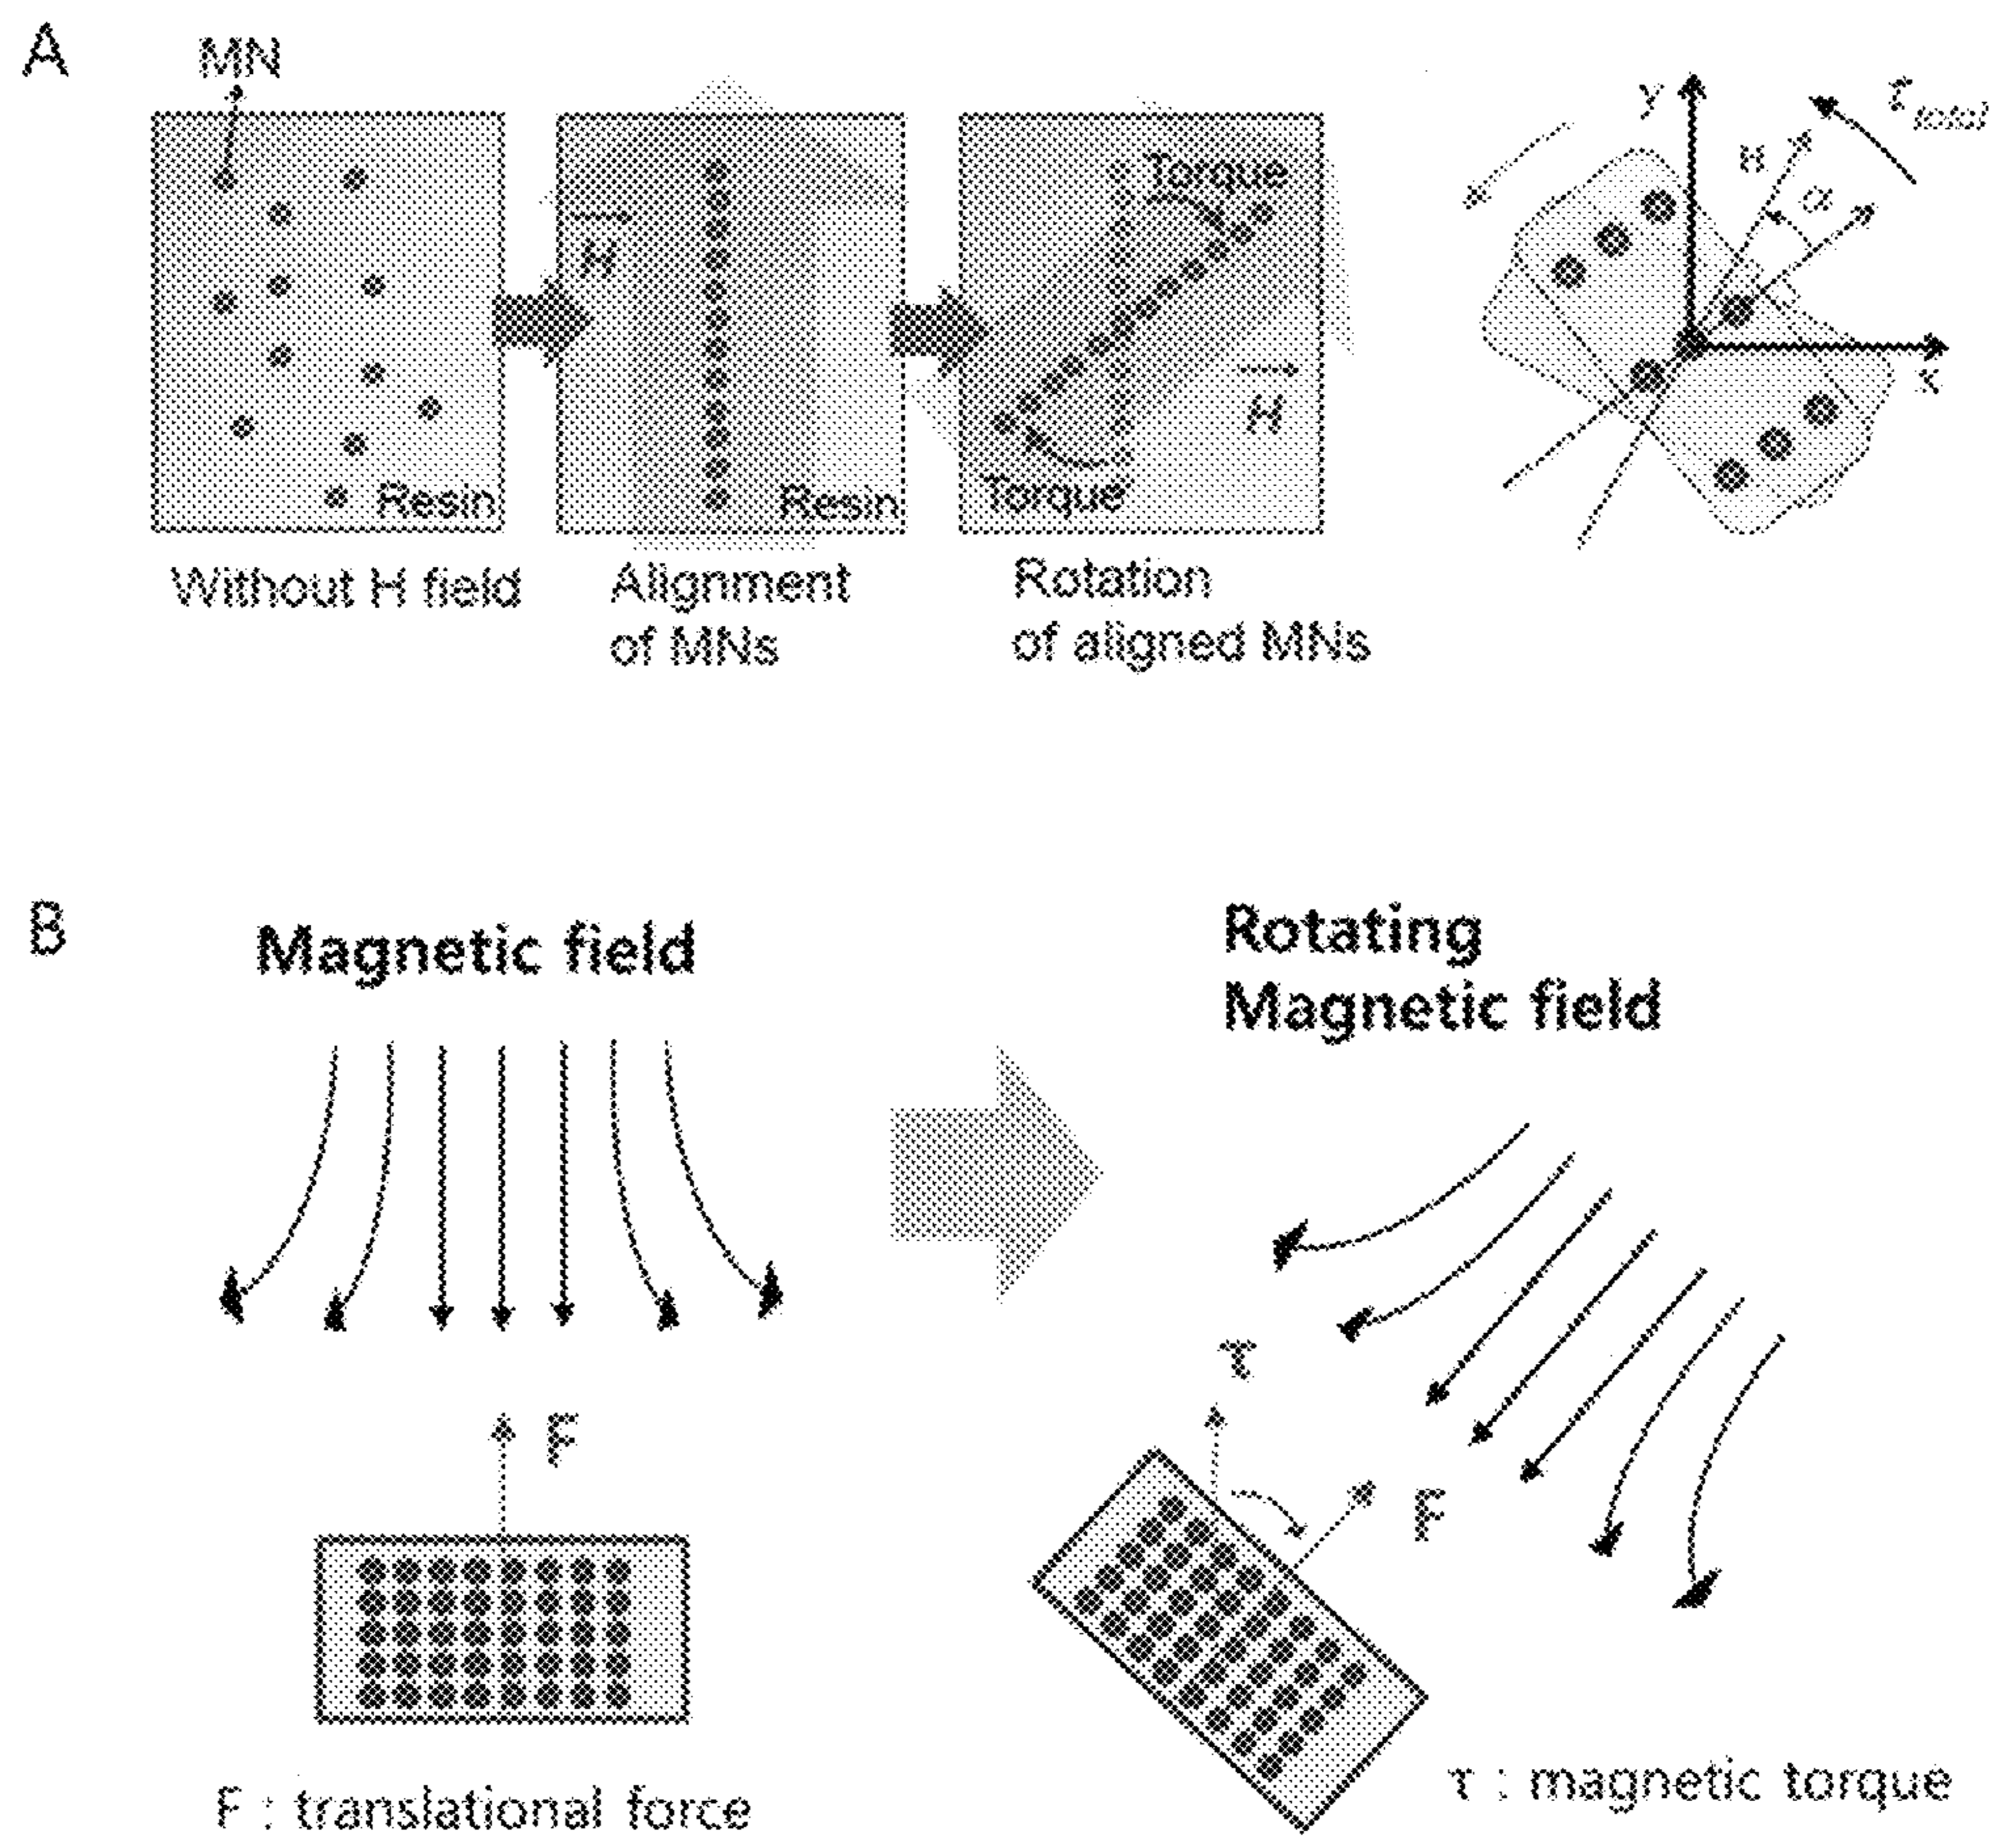 A
MN
Resin
Without H field
H
Resin
Alignment
of MNs
Torque
H
Torque
Rotation
of aligned MNs
y
H
α
τtotal
x
B
Magnetic field
Rotating
Magnetic field
F
τ
F
F : translational force
τ : magnetic torque